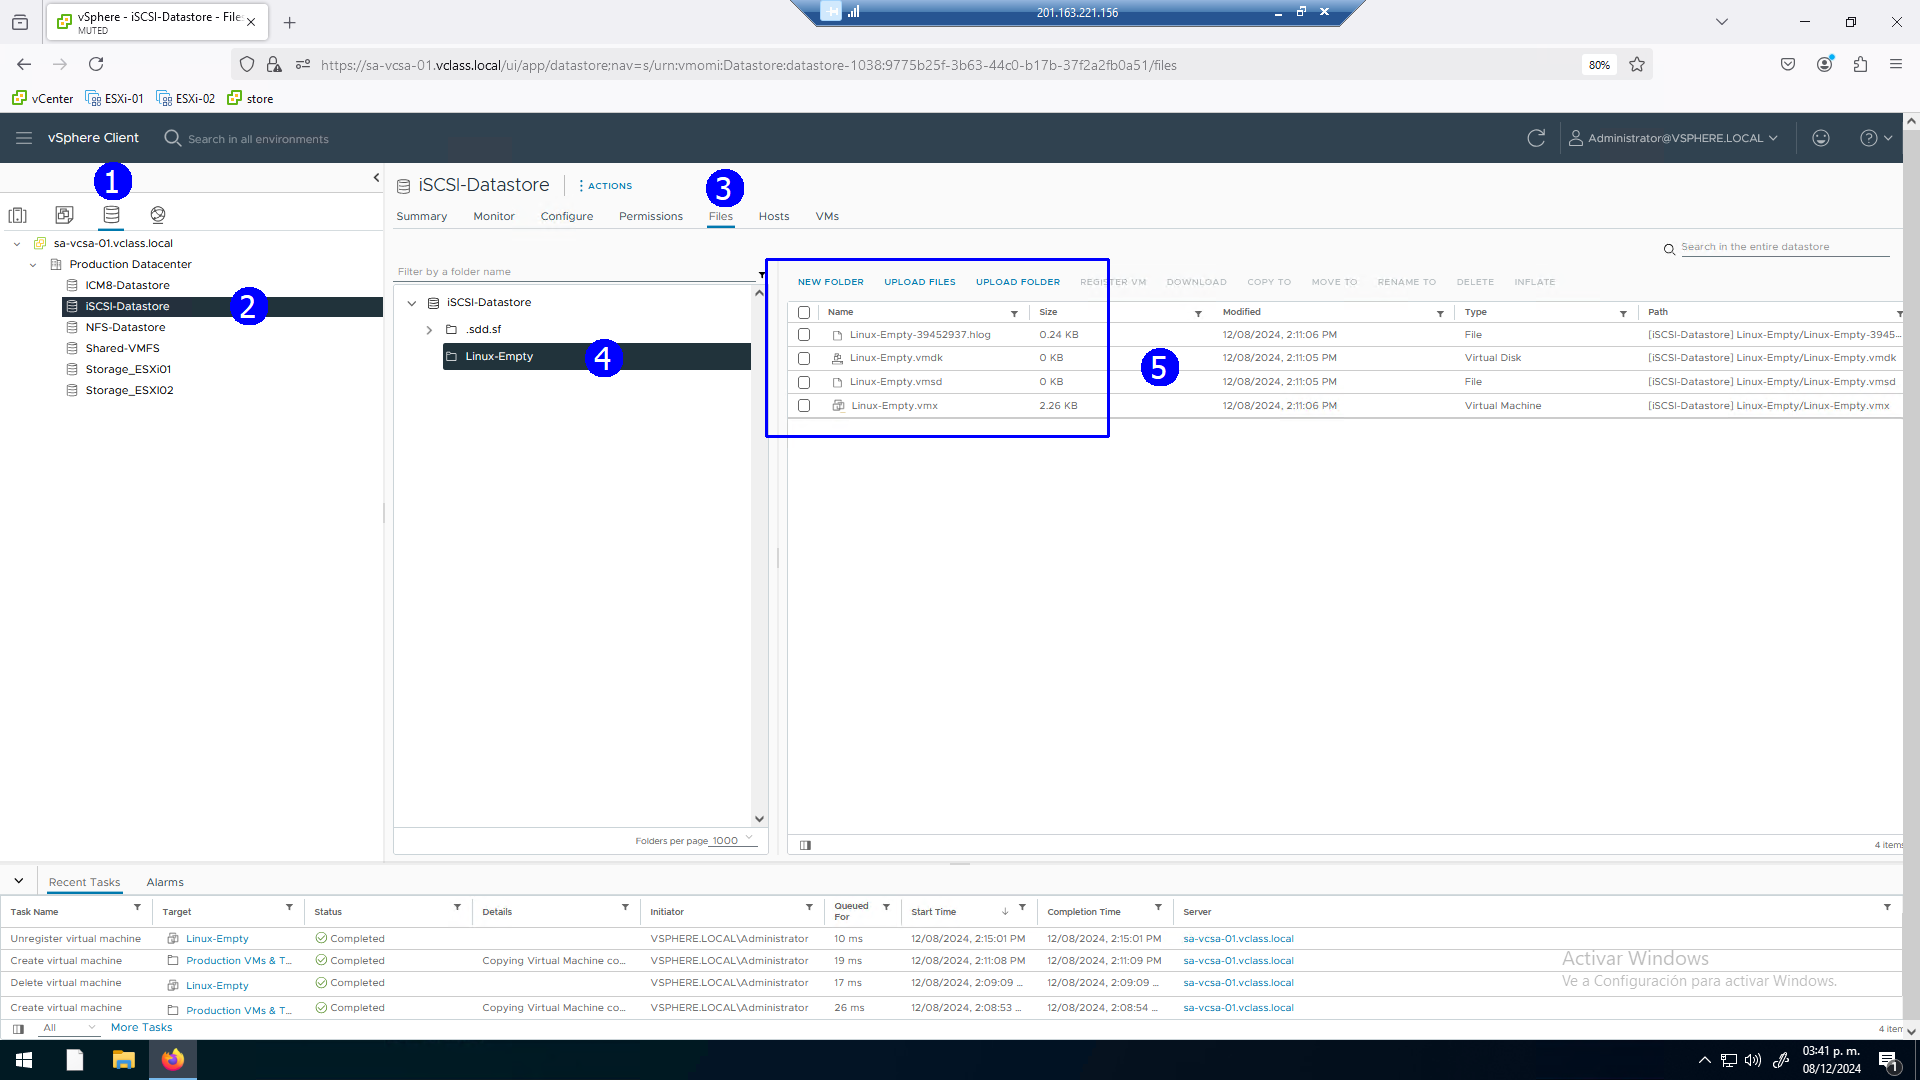 vSphere - iSCSI-Datastore - Files
MUTED
201.163.221.156
https://sa-vcsa-01.vclass.local/ui/app/datastore;nav=s/urn:vmomi:Datastore:datastore-1038:9775b25f-3b63-44c0-b17b-37f2a2fb0a51/files
80%
vCenter ESXi-01 ESXi-02 store
vSphere Client
Search in all environments
Administrator@VSPHERE.LOCAL
1
sa-vcsa-01.vclass.local
Production Datacenter
ICM8-Datastore
iSCSI-Datastore
2
NFS-Datastore
Shared-VMFS
Storage_ESXi01
Storage_ESXI02
iSCSI-Datastore
ACTIONS
3
Summary Monitor Configure Permissions Files Hosts VMs
Search in the entire datastore
Filter by a folder name
iSCSI-Datastore
.sdd.sf
Linux-Empty
4
Folders per page 1000
NEW FOLDER UPLOAD FILES UPLOAD FOLDER REGISTER VM DOWNLOAD COPY TO MOVE TO RENAME TO DELETE INFLATE
Name Size Modified Type Path
Linux-Empty-39452937.hlog 0.24 KB 12/08/2024, 2:11:06 PM File [iSCSI-Datastore] Linux-Empty/Linux-Empty-3945...
Linux-Empty.vmdk 0 KB 12/08/2024, 2:11:05 PM Virtual Disk [iSCSI-Datastore] Linux-Empty/Linux-Empty.vmdk
Linux-Empty.vmsd 0 KB 12/08/2024, 2:11:05 PM File [iSCSI-Datastore] Linux-Empty/Linux-Empty.vmsd
Linux-Empty.vmx 2.26 KB 12/08/2024, 2:11:06 PM Virtual Machine [iSCSI-Datastore] Linux-Empty/Linux-Empty.vmx
5
4 items
Recent Tasks Alarms
Task Name Target Status Details Initiator Queued For Start Time Completion Time Server
Unregister virtual machine Linux-Empty Completed VSPHERE.LOCAL\Administrator 10 ms 12/08/2024, 2:15:01 PM 12/08/2024, 2:15:01 PM sa-vcsa-01.vclass.local
Create virtual machine Production VMs & T... Completed Copying Virtual Machine co... VSPHERE.LOCAL\Administrator 19 ms 12/08/2024, 2:11:08 PM 12/08/2024, 2:11:09 PM sa-vcsa-01.vclass.local
Delete virtual machine Linux-Empty Completed VSPHERE.LOCAL\Administrator 17 ms 12/08/2024, 2:09:09 ... 12/08/2024, 2:09:09 ... sa-vcsa-01.vclass.local
Create virtual machine Production VMs & T... Completed Copying Virtual Machine co... VSPHERE.LOCAL\Administrator 26 ms 12/08/2024, 2:08:53 ... 12/08/2024, 2:08:54 ... sa-vcsa-01.vclass.local
All More Tasks
4 item
Activar Windows
Ve a Configuración para activar Windows.
03:41 p. m.
08/12/2024
1